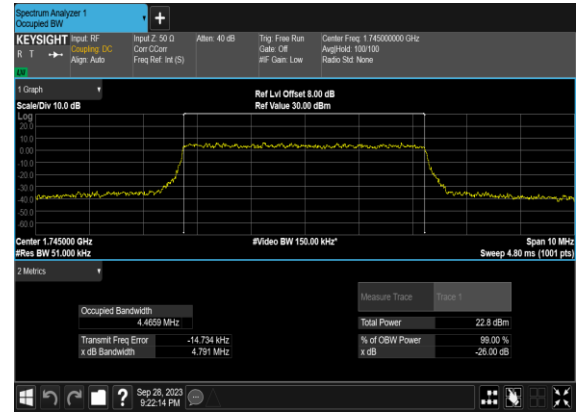 Spectrum Analyzer 1
Occupied BW
+
KEYSIGHT Input: RF Input Z: 50 Ω Atten: 40 dB Trig: Free Run Center Freq: 1.745000000 GHz
R T Coupling: DC Corr CCorr Gate: Off Avg|Hold: 100/100
Align: Auto Freq Ref: Int (S) #IF Gain: Low Radio Std: None
LXI
1 Graph
Ref Lvl Offset 8.00 dB
Scale/Div 10.0 dB Ref Value 30.00 dBm
Log
20.0
10.0
0.00
-10.0
-20.0
-30.0
-40.0
-50.0
-60.0
Center 1.745000 GHz #Video BW 150.00 kHz* Span 10 MHz
#Res BW 51.000 kHz Sweep 4.80 ms (1001 pts)
2 Metrics
Measure Trace Trace 1
Occupied Bandwidth
4.4659 MHz Total Power 22.8 dBm
Transmit Freq Error -14.734 kHz % of OBW Power 99.00 %
x dB Bandwidth 4.791 MHz x dB -26.00 dB
?
Sep 28, 2023
9:22:14 PM